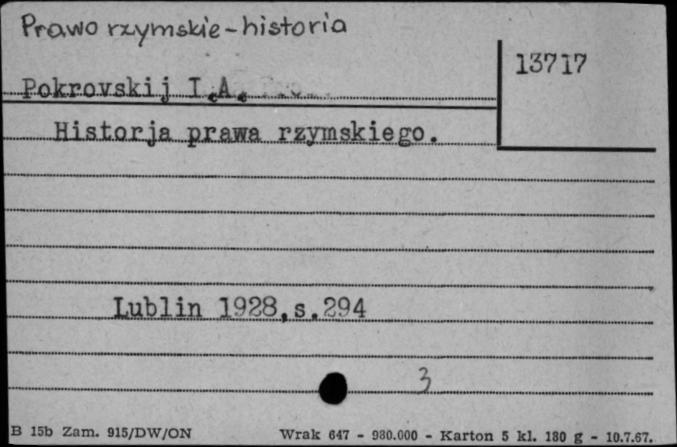 Prawo rzymskie - historia
13717
Pokrovskij I.A.
Historja prawa rzymskiego.
Lublin 1928,s.294
3
B 15b Zam. 915/DW/ON Wrak 647 - 980.000 - Karton 5 kl. 180 g - 10.7.67.